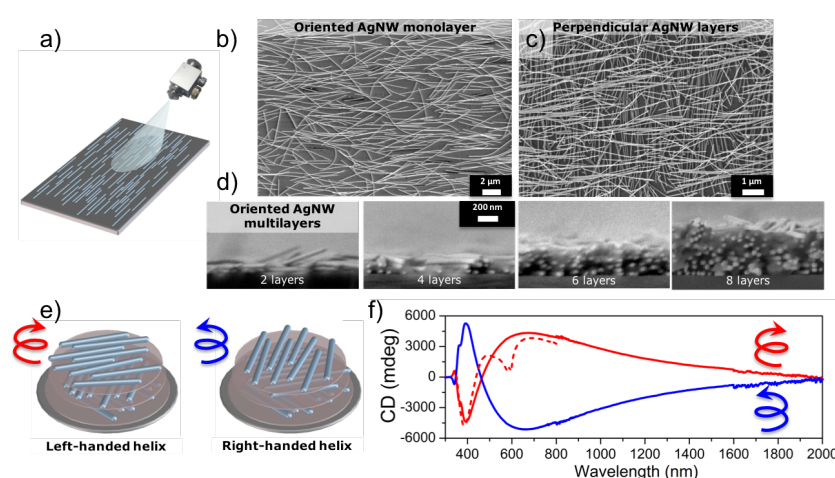 a)
b)
Oriented AgNW monolayer
2 µm
c)
Perpendicular AgNW layers
1 µm
d)
Oriented AgNW
multilayers
2 layers
200 nm
4 layers
6 layers
8 layers
e)
Left-handed helix
Right-handed helix
f)
CD (mdeg)
6000
3000
0
-3000
-6000
400 600 800 1000 1200 1400 1600 1800 2000
Wavelength (nm)